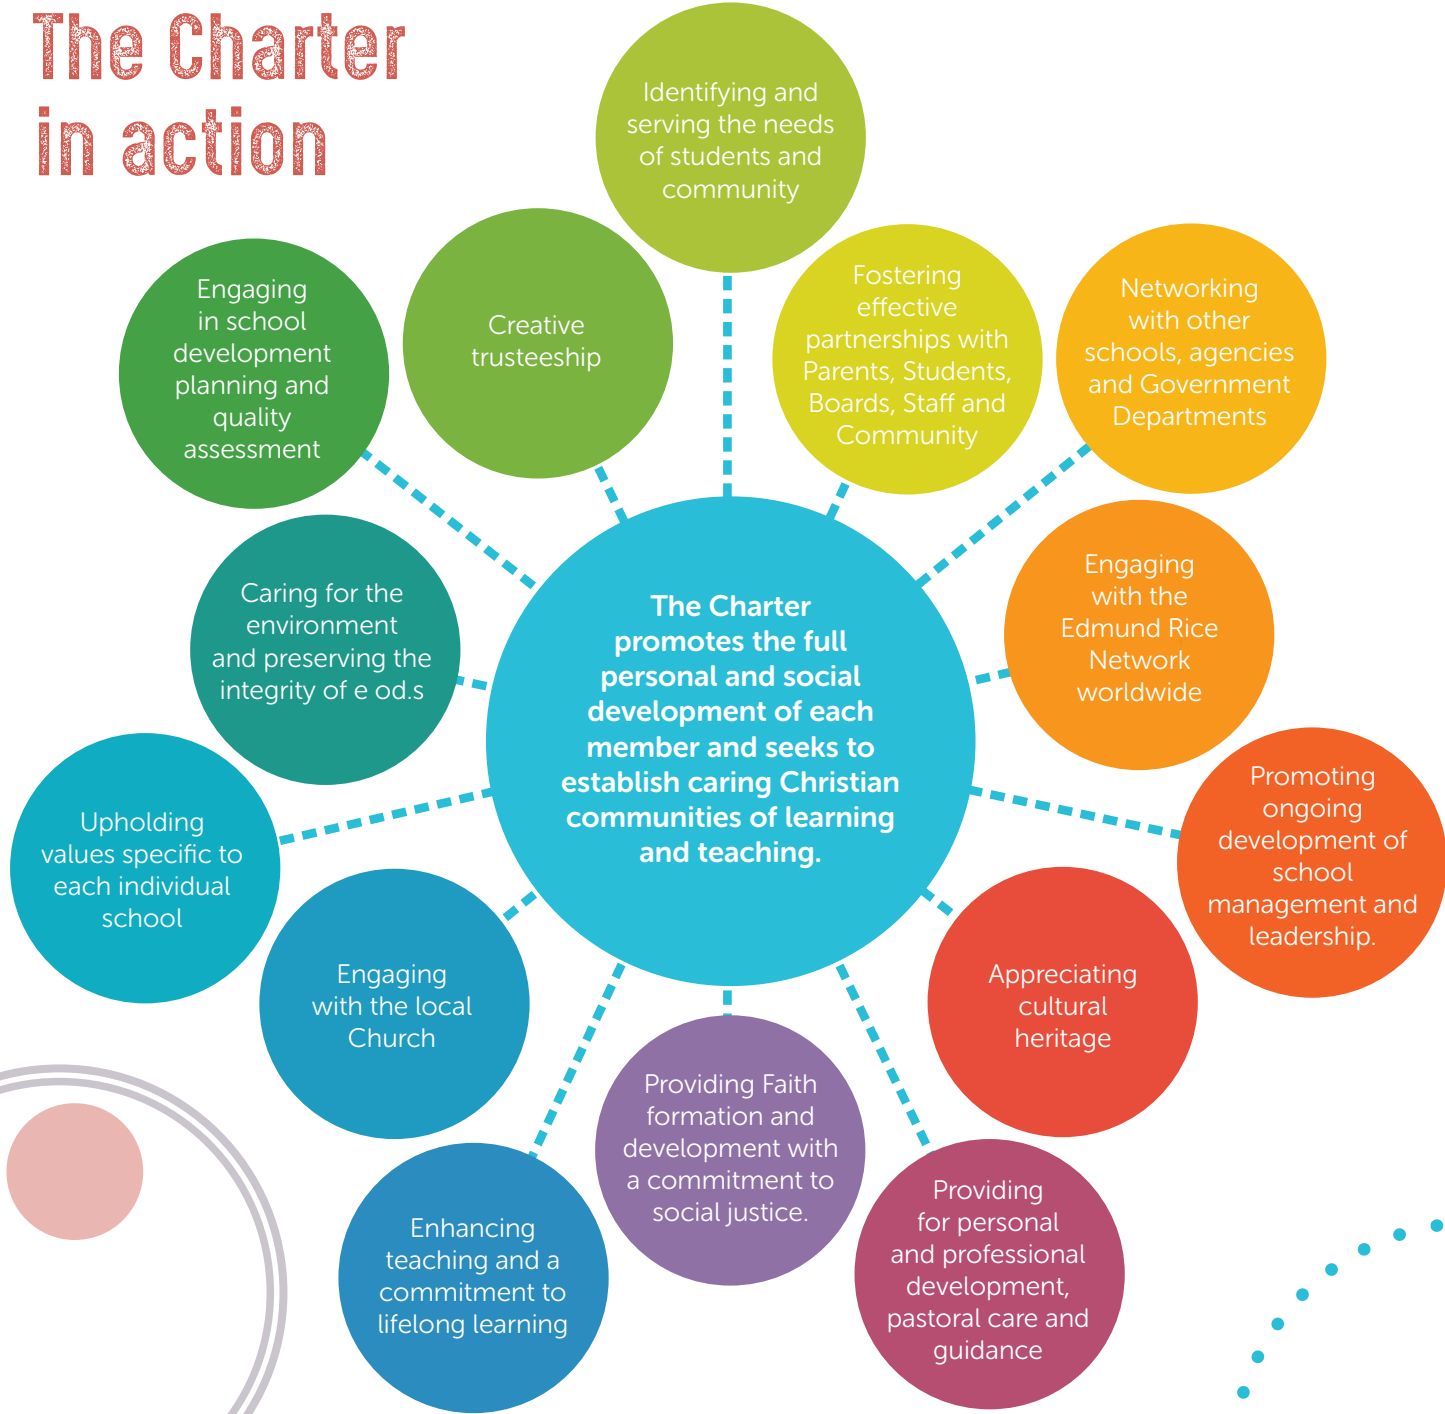 The Charter
in action
Identifying and
serving the needs
of students and
community
Fostering
effective
partnerships with
Parents, Students,
Boards, Staff and
Community
Networking
with other
schools, agencies
and Government
Departments
Engaging
with the
Edmund Rice
Network
worldwide
Promoting
ongoing
development of
school
management and
leadership.
Appreciating
cultural
heritage
Providing
for personal
and professional
development,
pastoral care and
guidance
Providing Faith
formation and
development with
a commitment to
social justice.
Enhancing
teaching and a
commitment to
lifelong learning
Engaging
with the local
Church
Upholding
values specific to
each individual
school
Caring for the
environment
and preserving the
integrity of e od.s
Engaging
in school
development
planning and
quality
assessment
Creative
trusteeship
The Charter
promotes the full
personal and social
development of each
member and seeks to
establish caring Christian
communities of learning
and teaching.